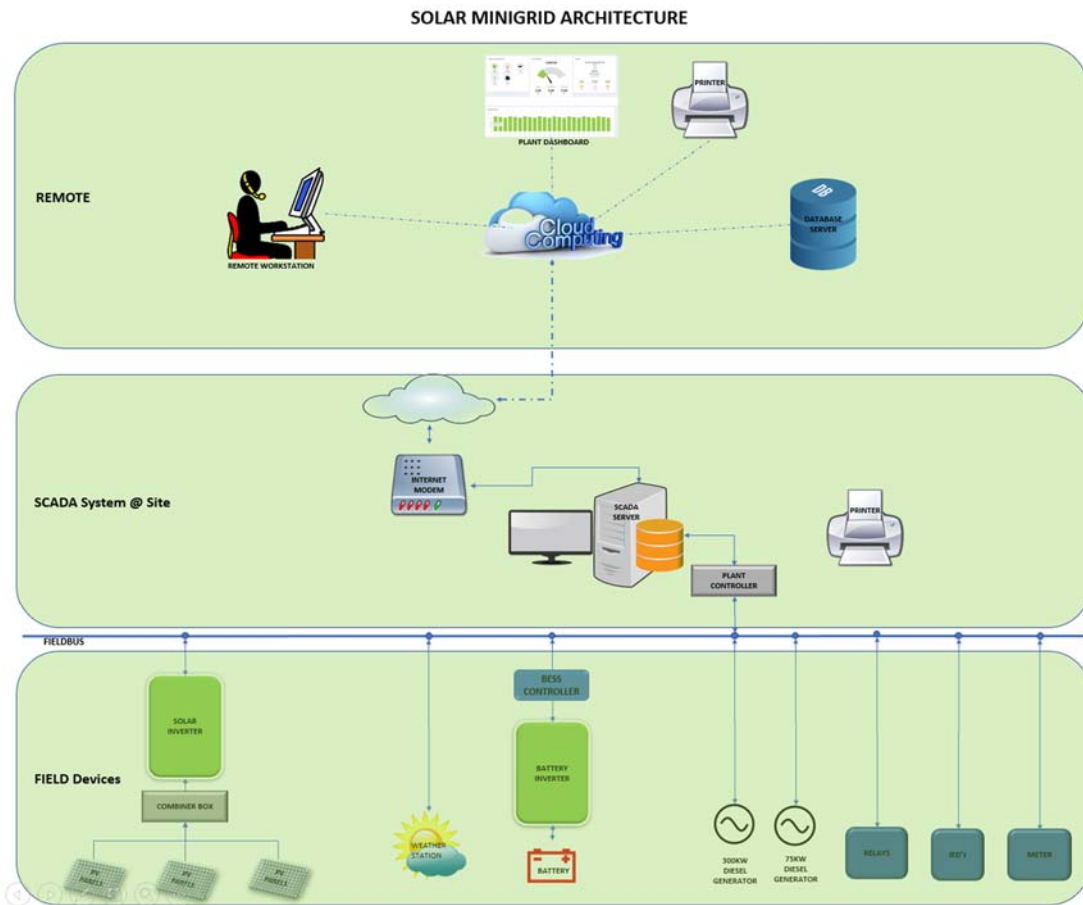 SOLAR MINIGRID ARCHITECTURE
PLANT DASHBOARD
PRINTER
REMOTE
REMOTE WORKSTATION
Cloud
Computing
DB
DATABASE
SERVER
SCADA System @ Site
INTERNET
MODEM
SCADA
SERVER
PRINTER
PLANT
CONTROLLER
FIELDBUS
FIELD Devices
SOLAR
INVERTER
COMBINER BOX
PV
PANELS
PV
PANELS
PV
PANELS
WEATHER
STATION
BESS
CONTROLLER
BATTERY
INVERTER
BATTERY
300KW
DIESEL
GENERATOR
75KW
DIESEL
GENERATOR
RELAYS
IED'Y
METER